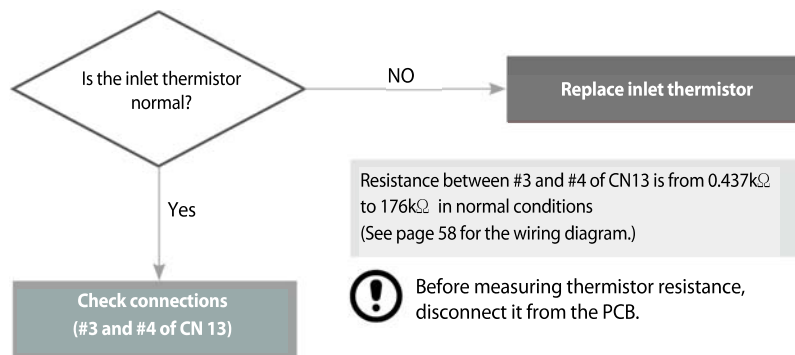 Is the inlet thermistor
normal?
NO
Replace inlet thermistor
Yes
Resistance between #3 and #4 of CN13 is from 0.437kΩ
to 176kΩ in normal conditions
(See page 58 for the wiring diagram.)
Check connections
(#3 and #4 of CN 13)
Before measuring thermistor resistance,
disconnect it from the PCB.